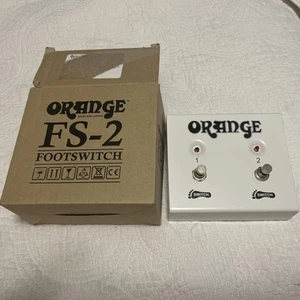 ORANGE
FS-2
FOOTSWITCH
ORANGE
1 2
SWITCH SWITCH